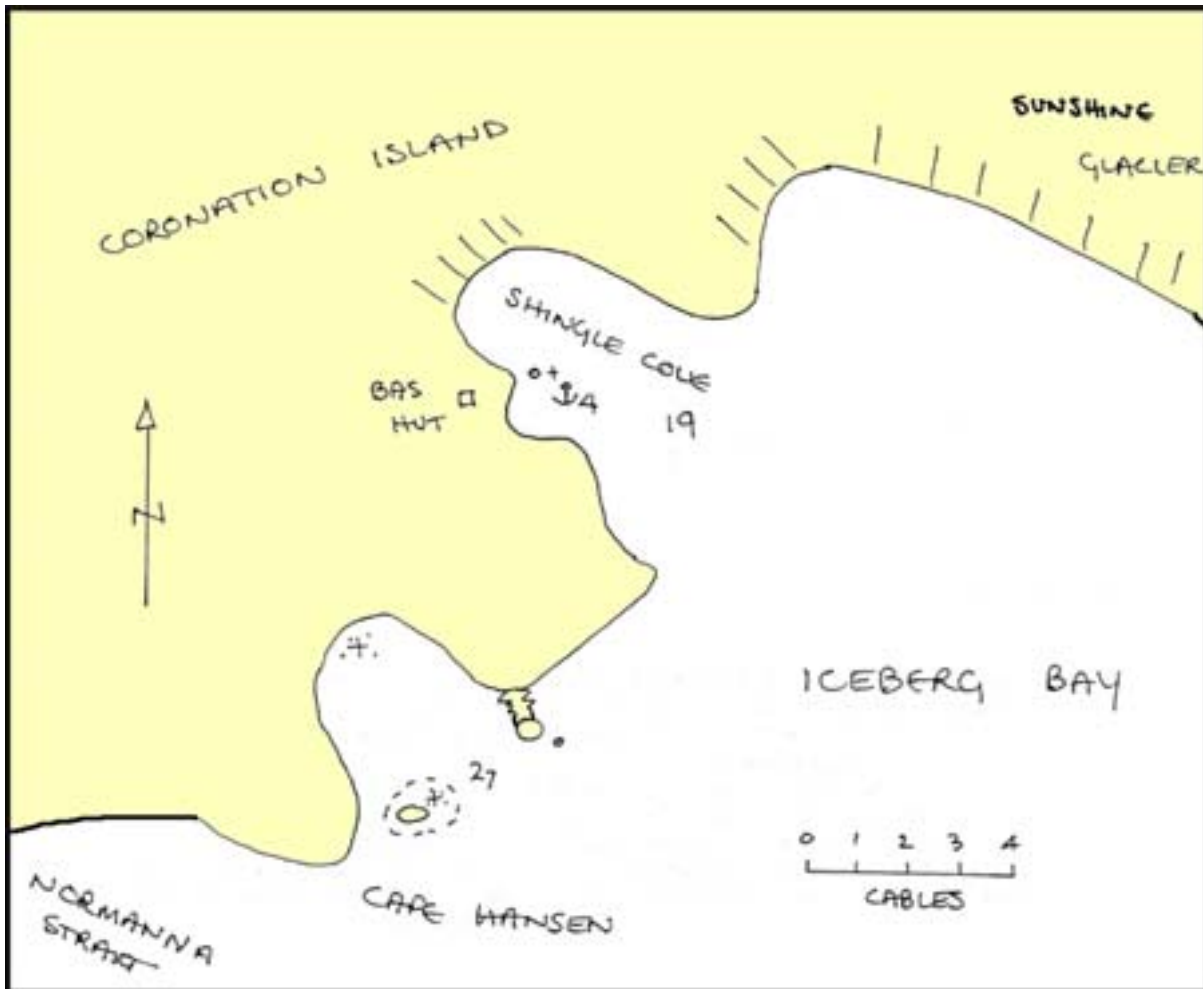 SUNSHINE
GLACIER
CORONATION ISLAND
SHINGLE COVE
BAS
HUT
4
19
N
ICEBERG BAY
27
0 1 2 3 4
CABLES
CAPE HANSEN
NORMANNA
STRAIT